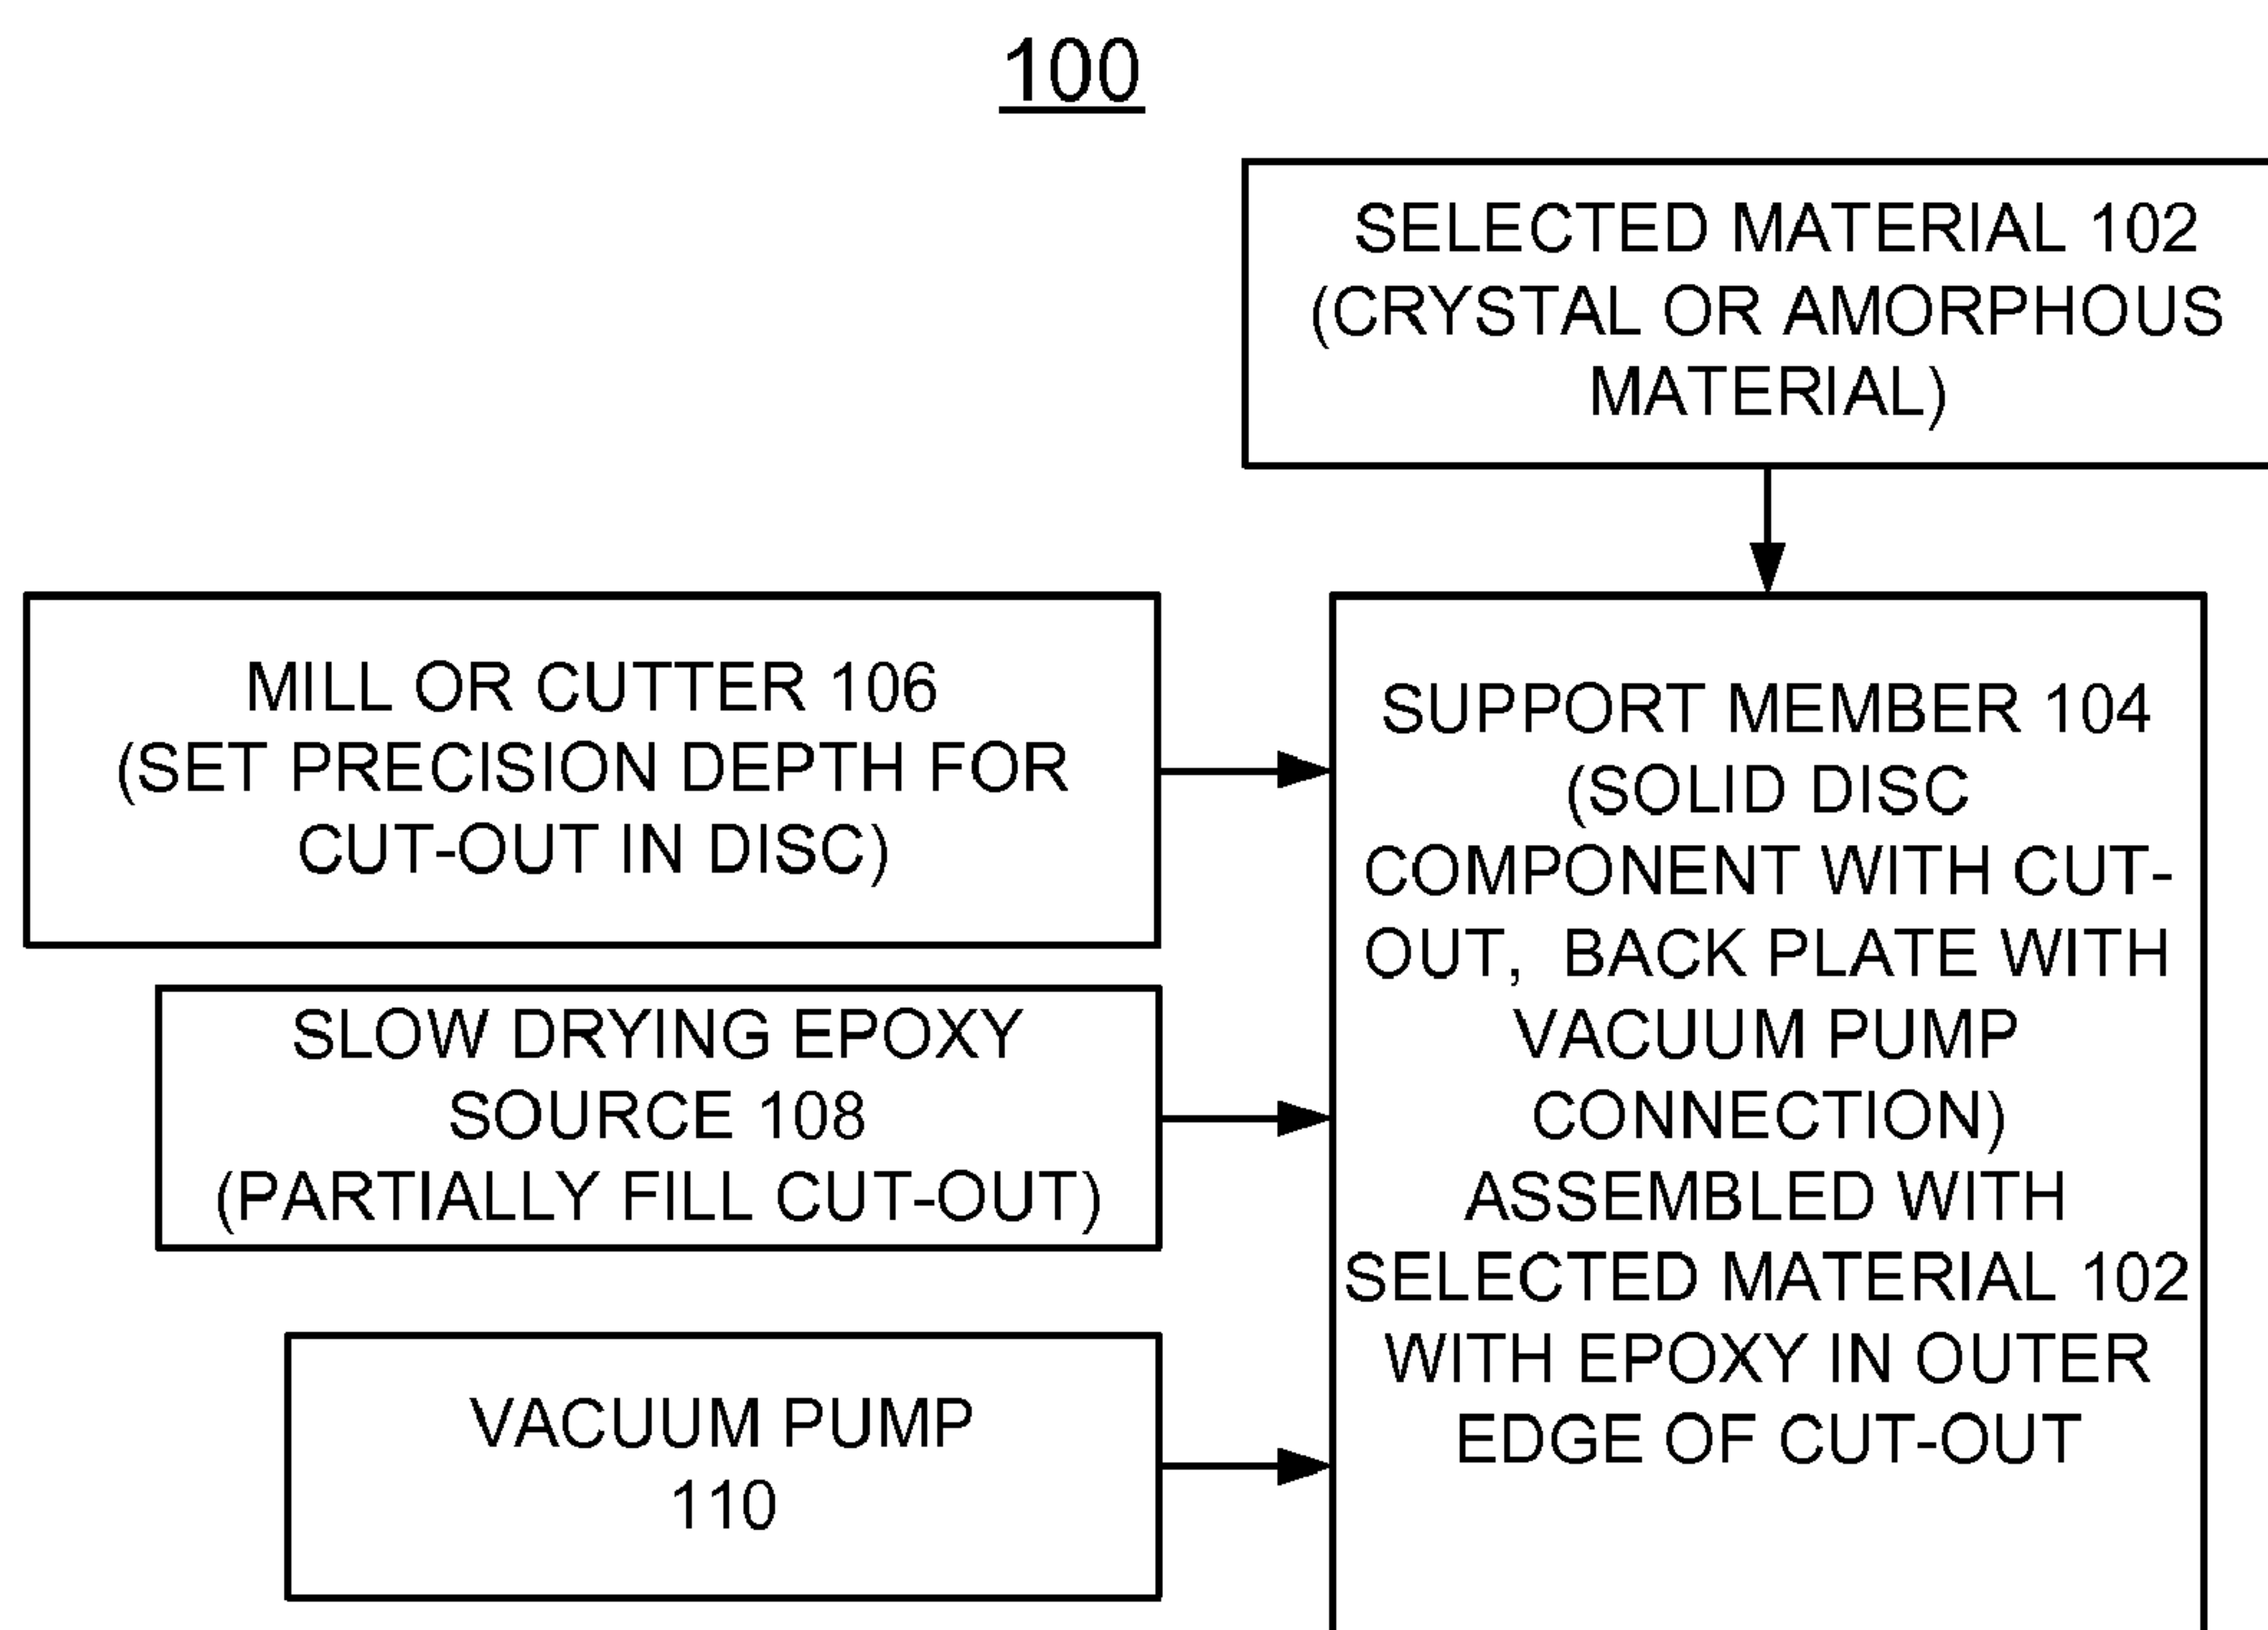 100
SELECTED MATERIAL 102
(CRYSTAL OR AMORPHOUS
MATERIAL)
MILL OR CUTTER 106
(SET PRECISION DEPTH FOR
CUT-OUT IN DISC)
SLOW DRYING EPOXY
SOURCE 108
(PARTIALLY FILL CUT-OUT)
VACUUM PUMP
110
SUPPORT MEMBER 104
(SOLID DISC
COMPONENT WITH CUT-
OUT, BACK PLATE WITH
VACUUM PUMP
CONNECTION)
ASSEMBLED WITH
SELECTED MATERIAL 102
WITH EPOXY IN OUTER
EDGE OF CUT-OUT